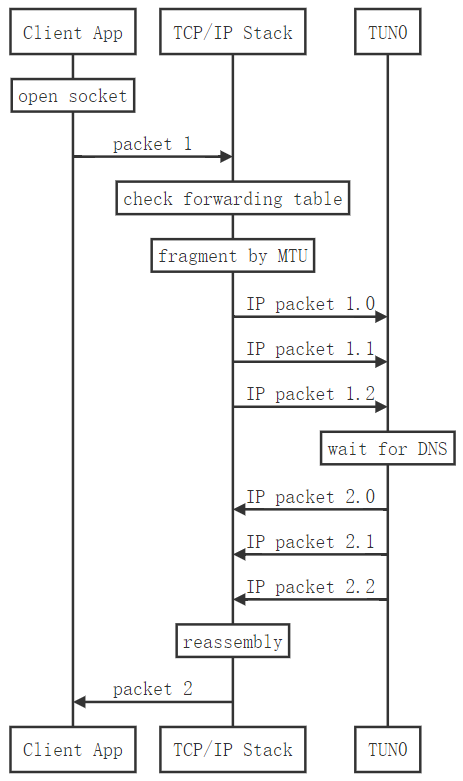 Client App
TCP/IP Stack
TUN0
open socket
packet 1
check forwarding table
fragment by MTU
IP packet 1.0
IP packet 1.1
IP packet 1.2
wait for DNS
IP packet 2.0
IP packet 2.1
IP packet 2.2
reassembly
packet 2
Client App
TCP/IP Stack
TUN0